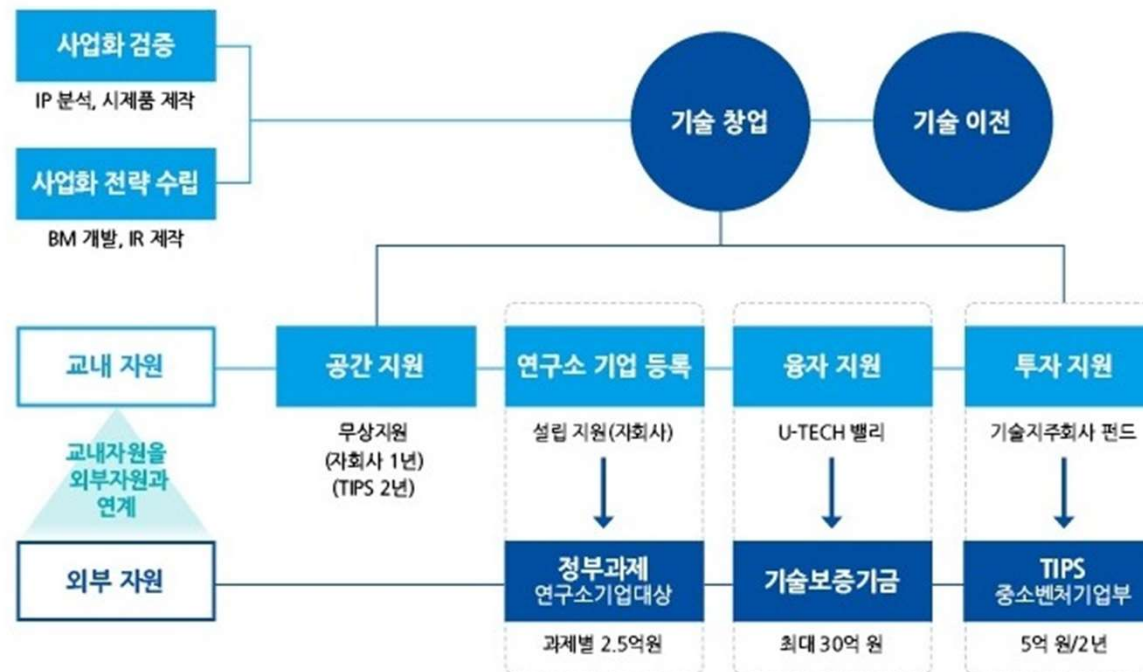 사업화 검증
IP 분석, 시제품 제작
사업화 전략 수립
BM 개발, IR 제작
기술 창업
기술 이전
교내 자원
공간 지원
연구소 기업 등록
융자 지원
투자 지원
무상지원
(자회사 1년)
(TIPS 2년)
설립 지원(자회사)
U-TECH 밸리
기술지주회사 펀드
교내자원을
외부자원과
연계
외부 자원
정부과제
연구소기업대상
기술보증기금
TIPS
중소벤처기업부
과제별 2.5억원
최대 30억 원
5억 원/2년